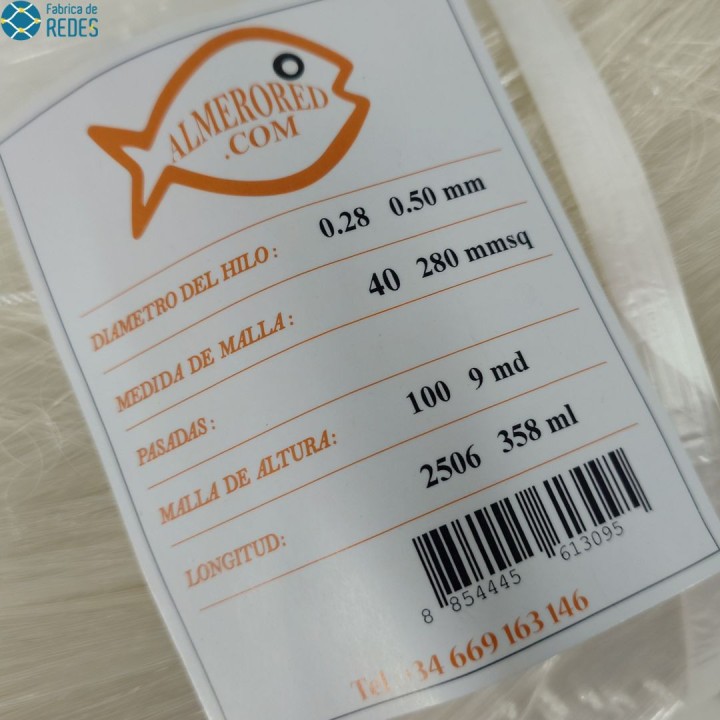 Fabrica de
REDES
ALMERORED
.COM
DIAMETRO DEL HILO: 0.28 0.50 mm
MEDIDA DE MALLA: 40 280 mmsq
PASADAS:
MALLA DE ALTURA: 100 9 md
LONGITUD: 2506 358 ml
8 854445 613095
Tel +34 669 163 146